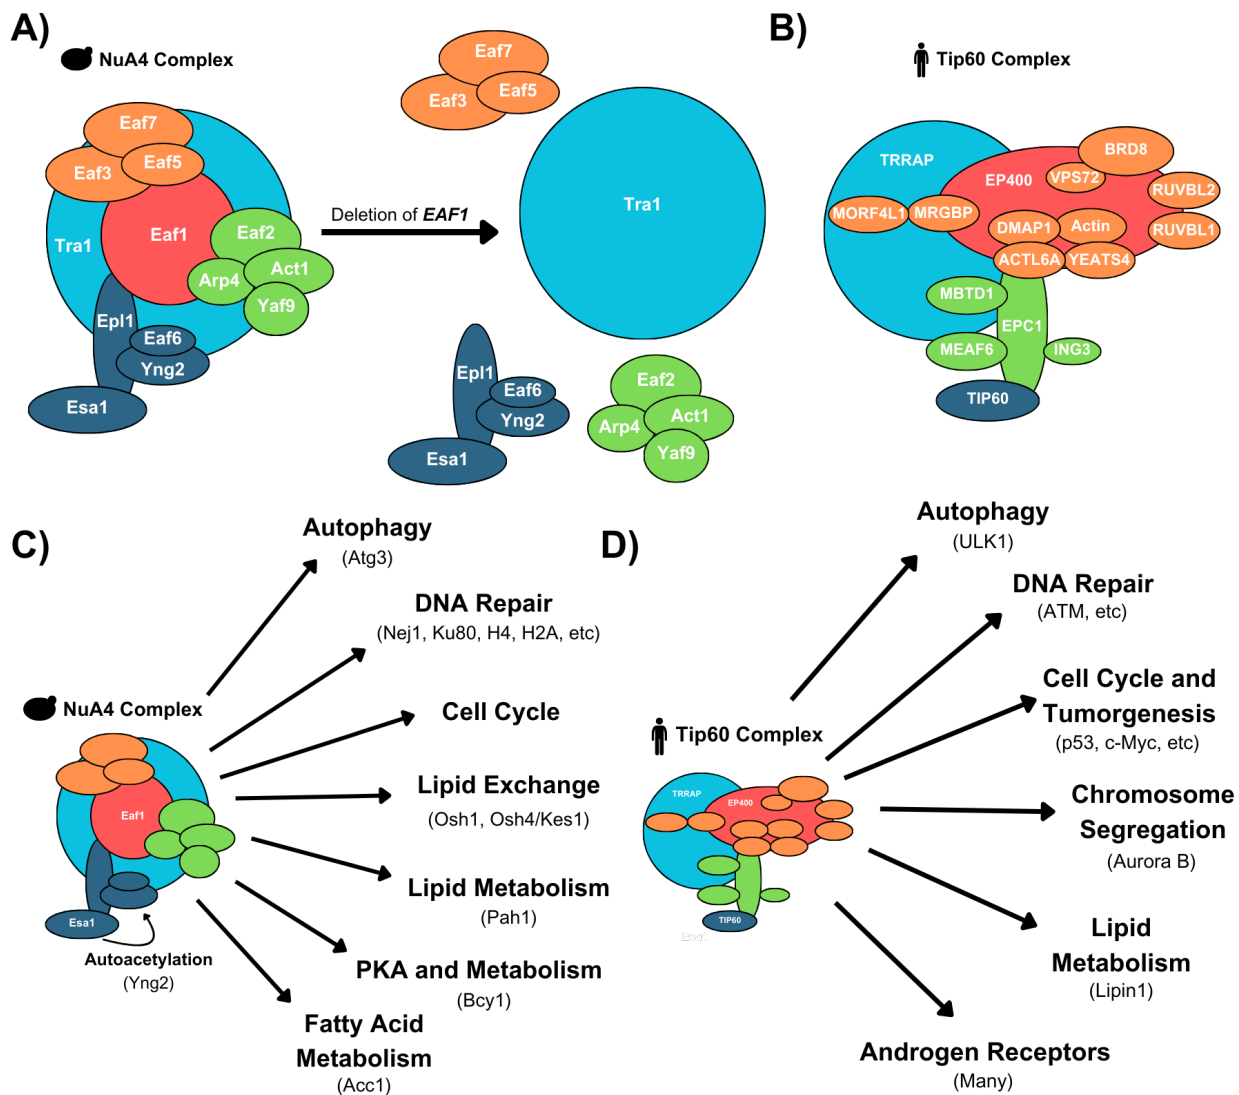 A)
NuA4 Complex
Eaf7
Eaf3
Eaf5
Tra1
Eaf1
Eaf2
Arp4
Act1
Yaf9
Epl1
Eaf6
Yng2
Esa1
Deletion of EAF1
Eaf7
Eaf3
Eaf5
Tra1
Epl1
Eaf6
Yng2
Esa1
Eaf2
Arp4
Act1
Yaf9
B)
Tip60 Complex
TRRAP
EP400
BRD8
VPS72
RUVBL2
MORF4L1
MRGBP
DMAP1
Actin
RUVBL1
ACTL6A
YEATS4
MBTD1
EPC1
MEAF6
ING3
TIP60
C)
Autophagy
(Atg3)
DNA Repair
(Nej1, Ku80, H4, H2A, etc)
NuA4 Complex
Cell Cycle
Lipid Exchange
(Osh1, Osh4/Kes1)
Eaf1
Lipid Metabolism
(Pah1)
Esa1
Autoacetylation
(Yng2)
PKA and Metabolism
(Bcy1)
Fatty Acid
Metabolism
(Acc1)
D)
Autophagy
(ULK1)
DNA Repair
(ATM, etc)
Cell Cycle and
Tumorgenesis
(p53, c-Myc, etc)
Tip60 Complex
TRRAP
EP400
TIP60
Chromosome
Segregation
(Aurora B)
Lipid
Metabolism
(Lipin1)
Androgen Receptors
(Many)